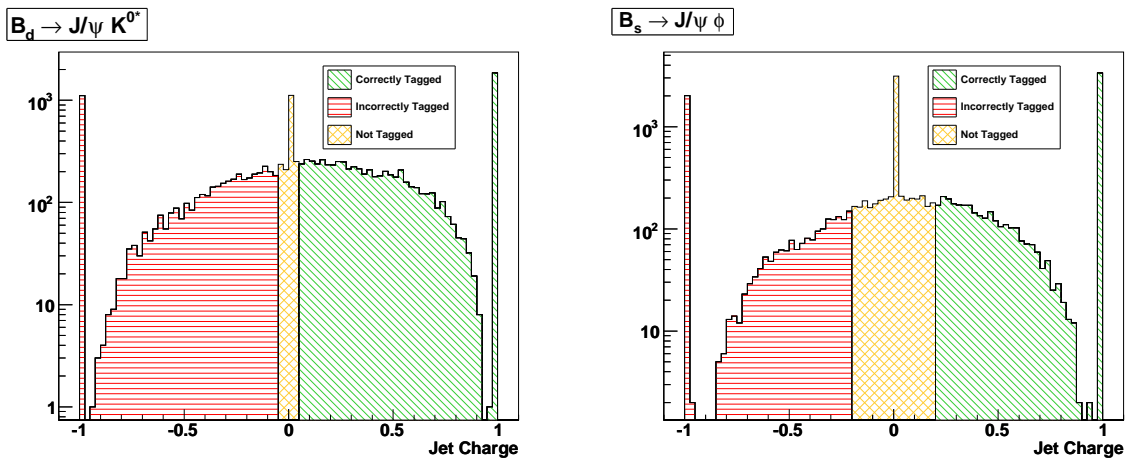 B_d → J/ψ K^0*
Correctly Tagged
Incorrectly Tagged
Not Tagged
10^3
10^2
10
1
-1 -0.5 0 0.5 1
Jet Charge
B_s → J/ψ φ
Correctly Tagged
Incorrectly Tagged
Not Tagged
10^3
10^2
10
-1 -0.5 0 0.5 1
Jet Charge